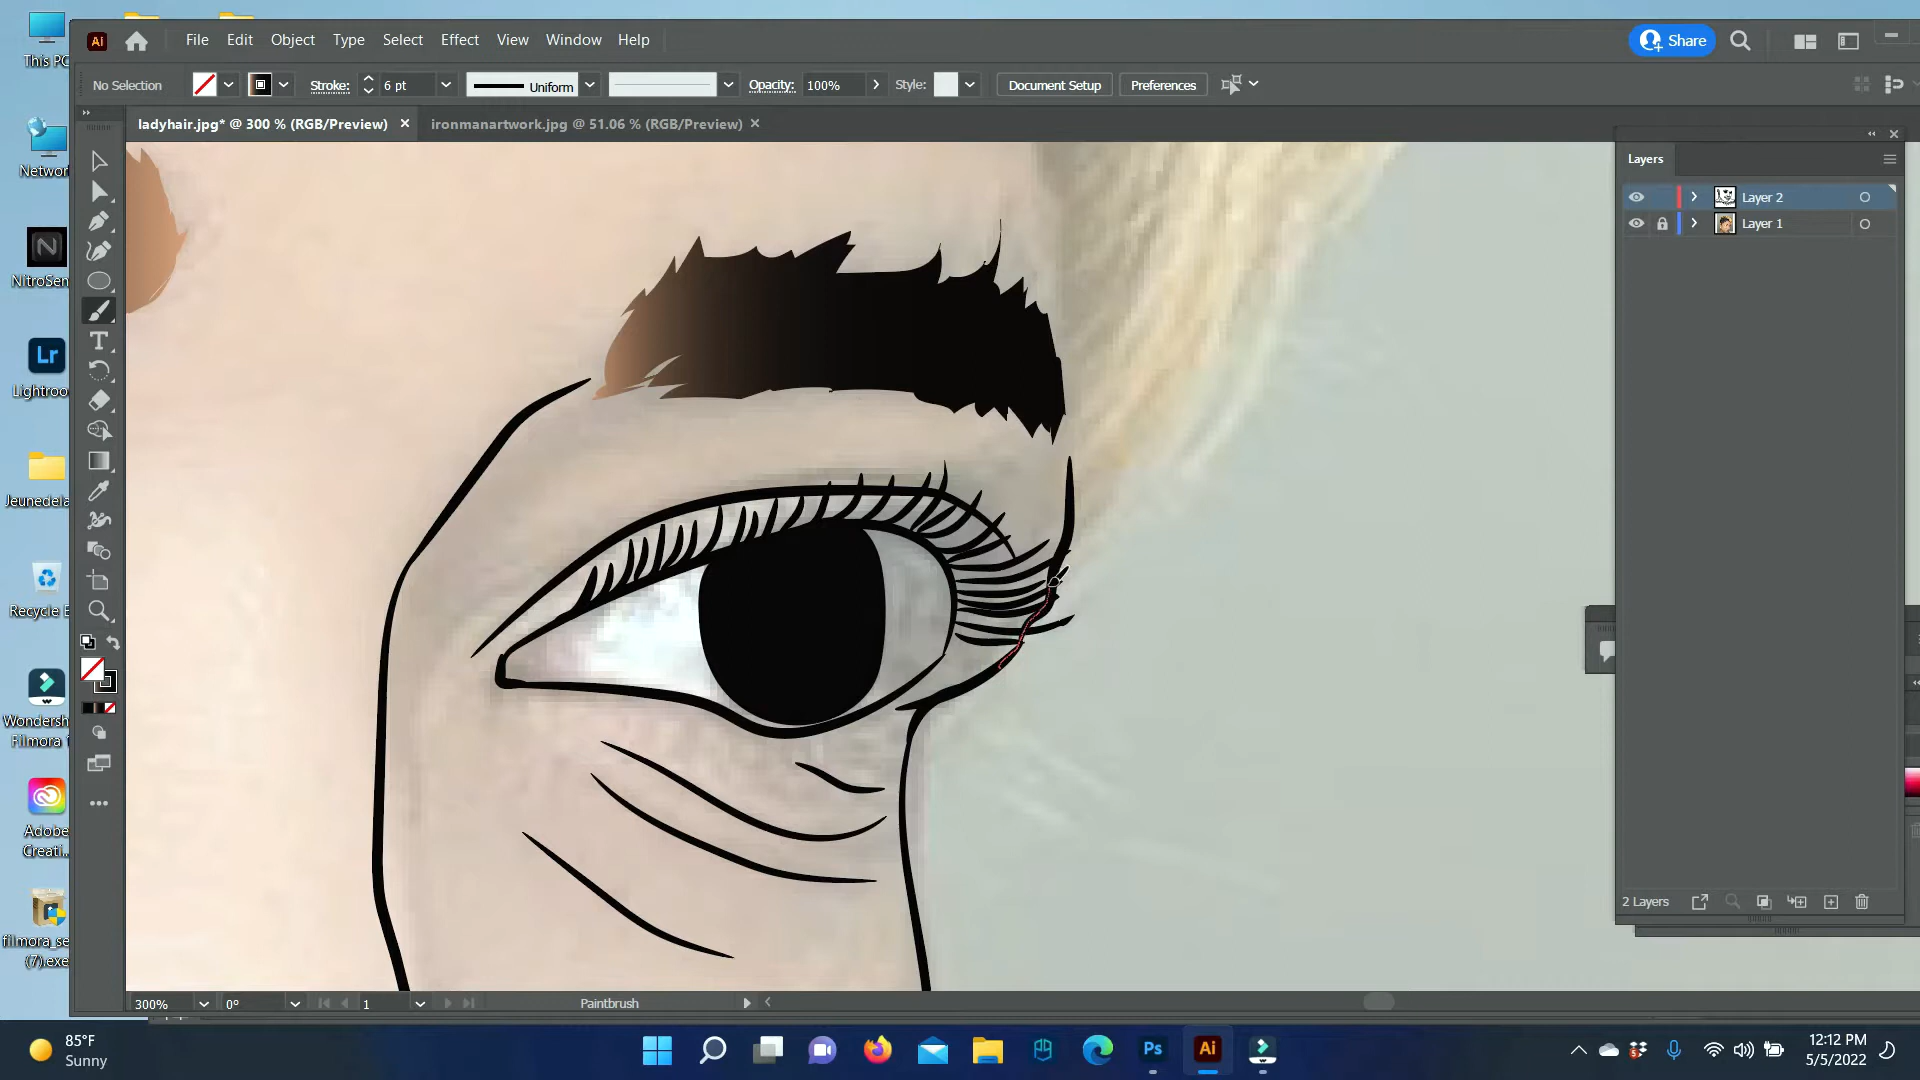 This PC
File Edit Object Type Select Effect View Window Help
Share
No Selection
Stroke: 6 pt
Uniform
Opacity: 100%
Style:
Document Setup
Preferences
ladyhair.jpg* @ 300 % (RGB/Preview)
ironmanartwork.jpg @ 51.06 % (RGB/Preview)
Layers
Layer 2
Layer 1
Networ
NitroSen
Lr
Lightroo
Jeunedela
Recycle B
Wondersh
Filmora
Adobe
Creati...
filmora_se
(7).exe
2 Layers
300%
0°
1
Paintbrush
85°F
Sunny
Ps
Ai
12:12 PM
5/5/2022